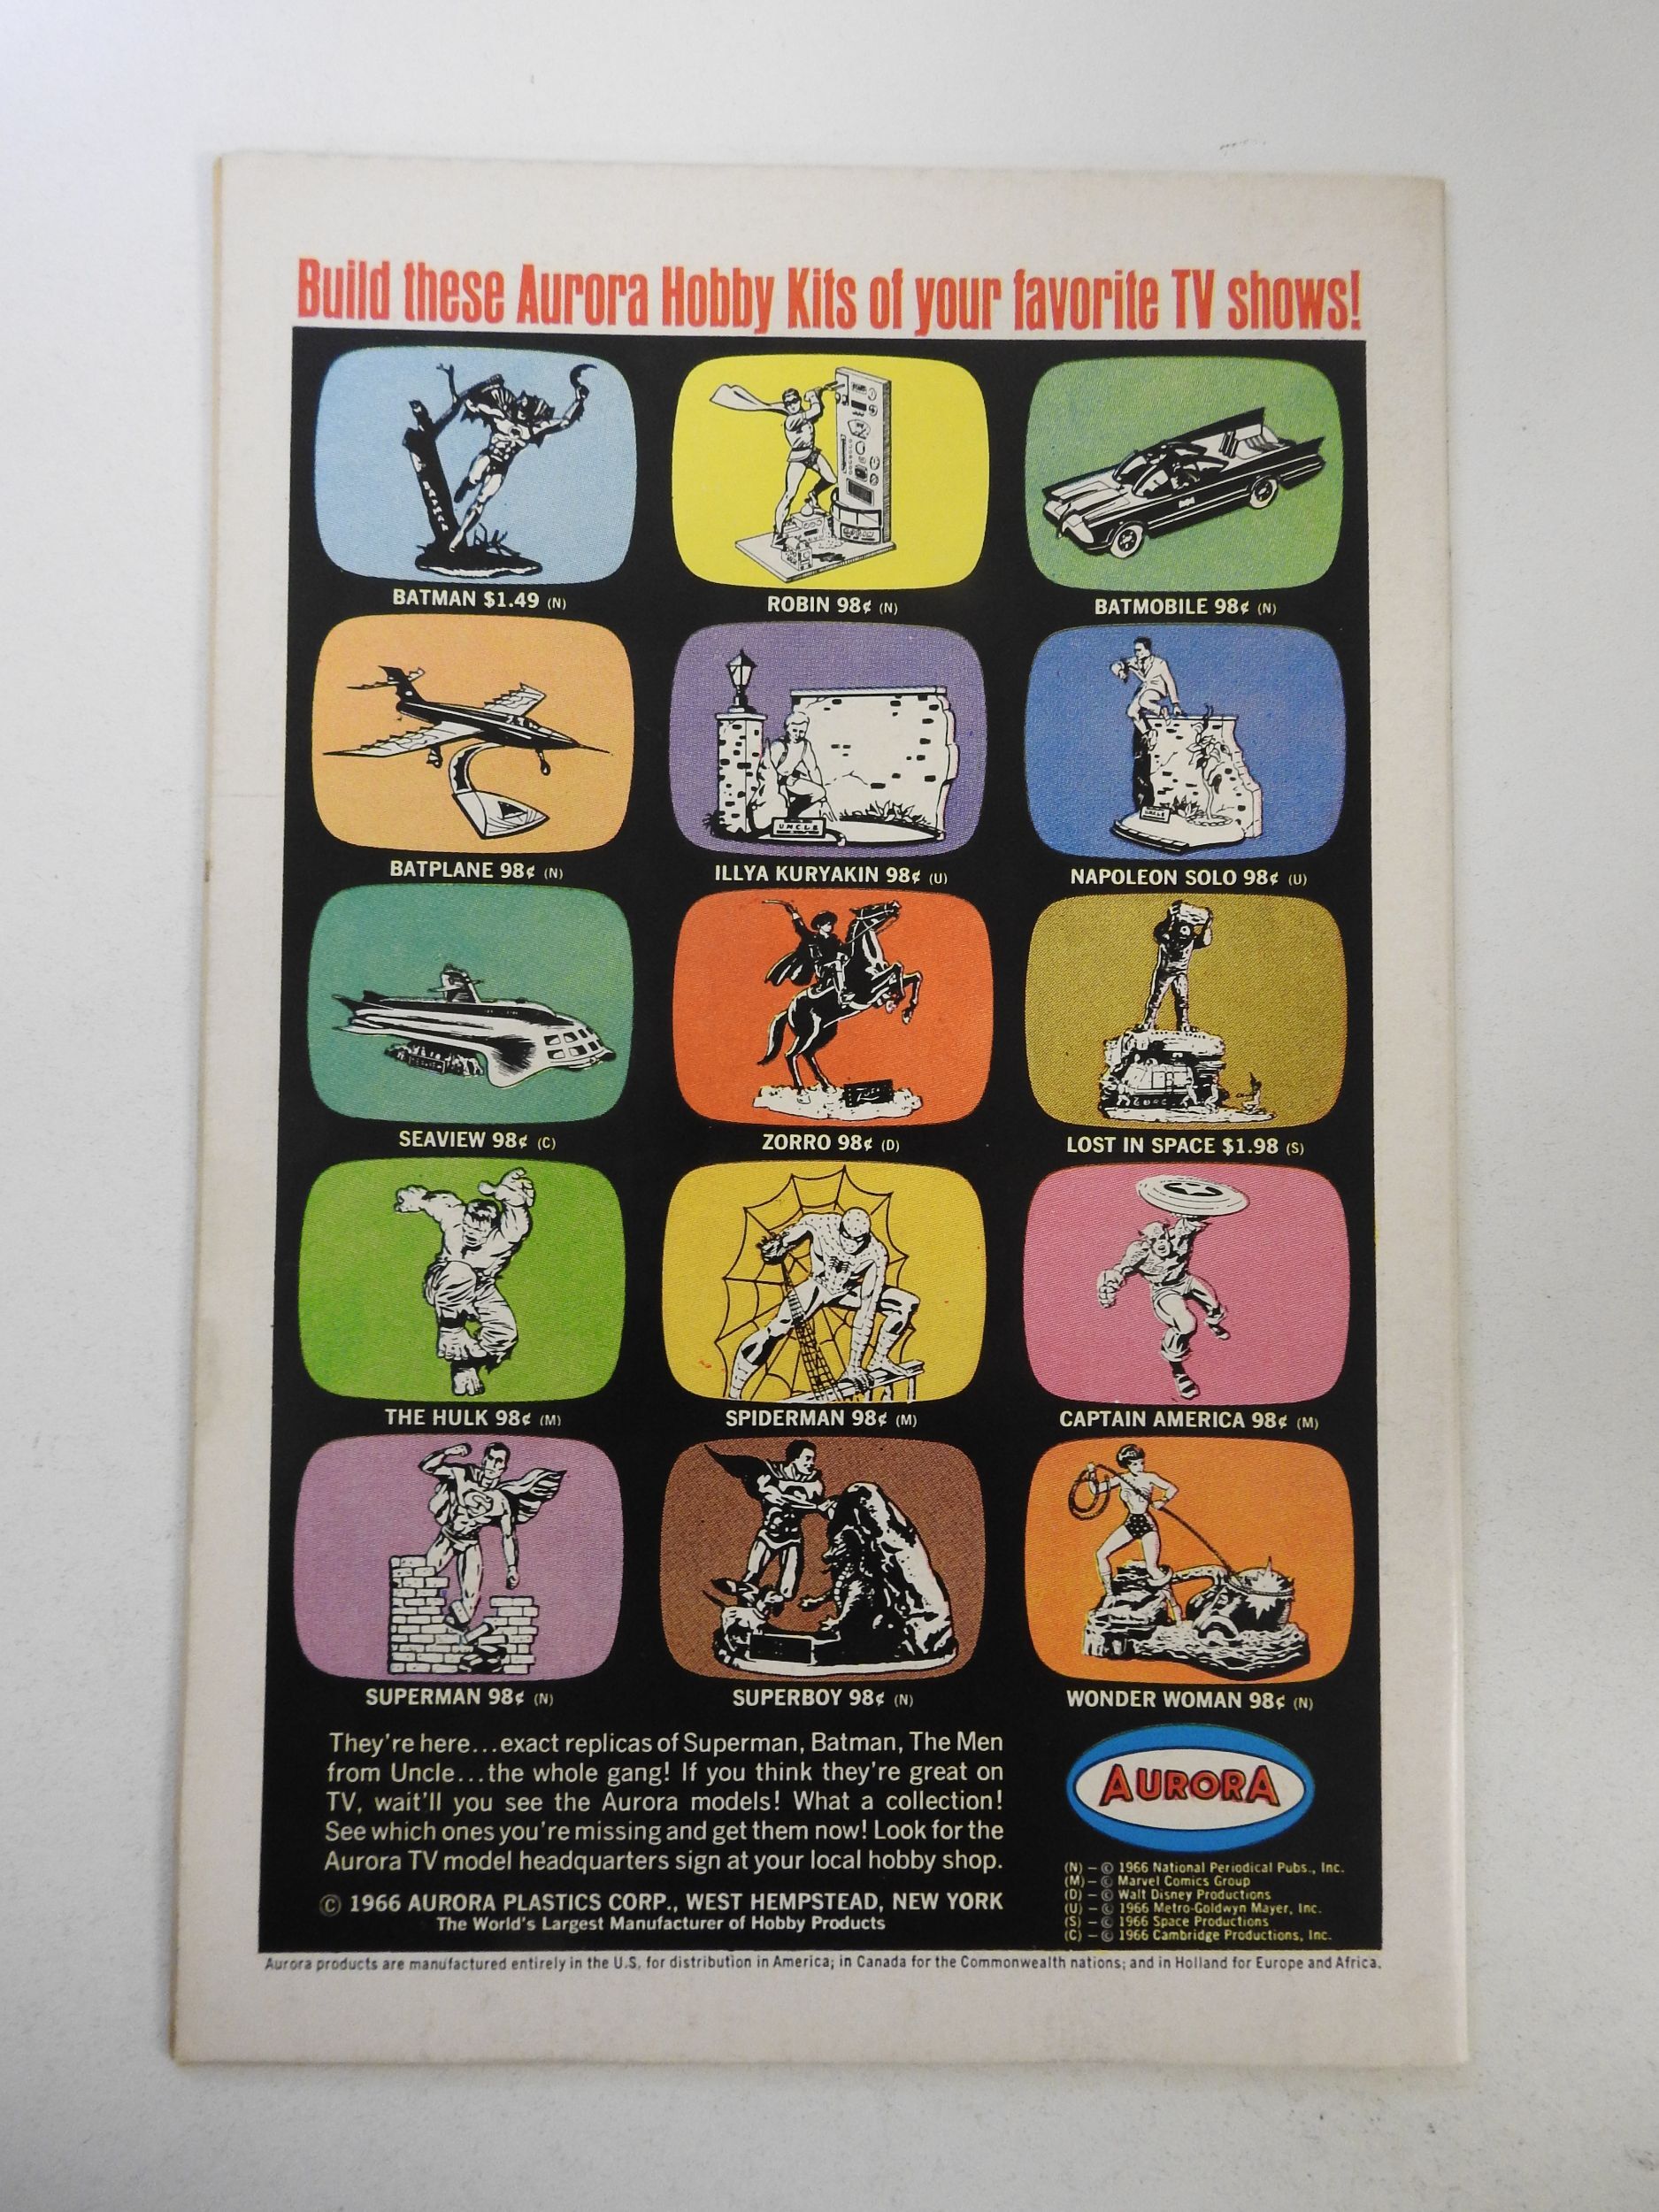 Build these Aurora Hobby Kits of your favorite TV shows!
BATMAN $1.49 (N)
ROBIN 98¢ (N)
BATMOBILE 98¢ (N)
BATPLANE 98¢ (N)
U.N.C.L.E
ILLYA KURYAKIN 98¢ (U)
NAPOLEON SOLO 98¢ (U)
SEAVIEW 98¢ (C)
ZORRO 98¢ (D)
LOST IN SPACE $1.98 (S)
THE HULK 98¢ (M)
SPIDERMAN 98¢ (M)
CAPTAIN AMERICA 98¢ (M)
SUPERMAN 98¢ (N)
SUPERBOY 98¢ (N)
WONDER WOMAN 98¢ (N)
They're here...exact replicas of Superman, Batman, The Men
from Uncle...the whole gang! If you think they're great on
TV, wait'll you see the Aurora models! What a collection!
See which ones you're missing and get them now! Look for the
Aurora TV model headquarters sign at your local hobby shop.
© 1966 AURORA PLASTICS CORP., WEST HEMPSTEAD, NEW YORK
The World's Largest Manufacturer of Hobby Products
AURORA
(N) – © 1966 National Periodical Pubs., Inc.
(M) – © Marvel Comics Group
(D) – © Walt Disney Productions
(U) – © 1966 Metro-Goldwyn Mayer, Inc.
(S) – © 1966 Space Productions
(C) – © 1966 Cambridge Productions, Inc.
Aurora products are manufactured entirely in the U.S. for distribution in America; in Canada for the Commonwealth nations; and in Holland for Europe and Africa.